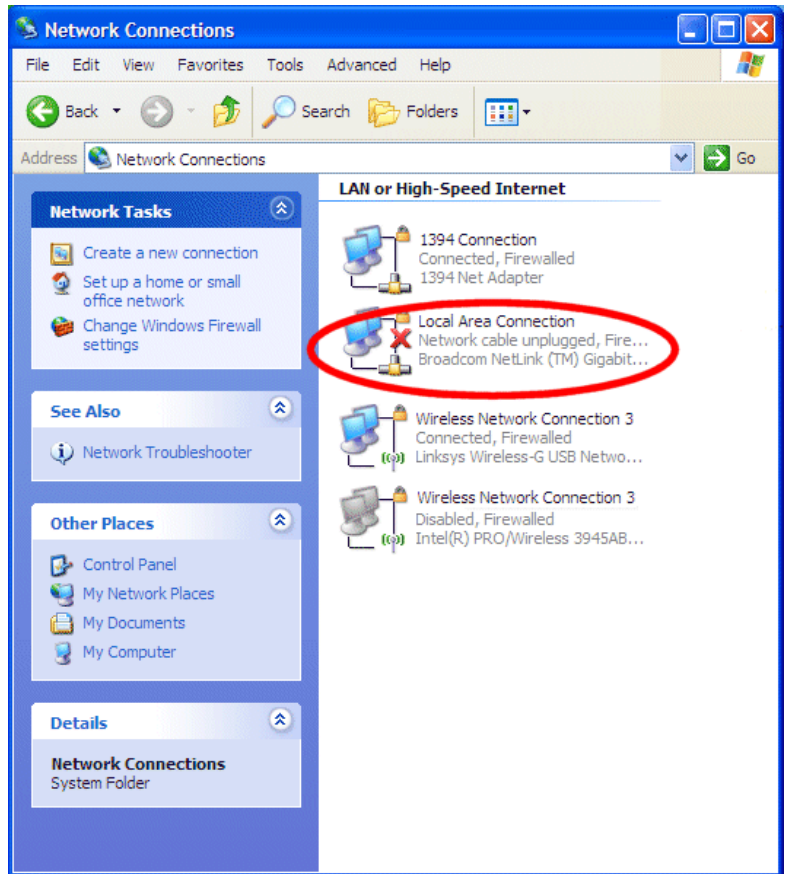 Network Connections
File Edit View Favorites Tools Advanced Help
Back Search Folders
Address Network Connections Go
Network Tasks
Create a new connection
Set up a home or small
office network
Change Windows Firewall
settings
See Also
Network Troubleshooter
Other Places
Control Panel
My Network Places
My Documents
My Computer
Details
Network Connections
System Folder
LAN or High-Speed Internet
1394 Connection
Connected, Firewalled
1394 Net Adapter
Local Area Connection
Network cable unplugged, Fire...
Broadcom NetLink (TM) Gigabit...
Wireless Network Connection 3
Connected, Firewalled
Linksys Wireless-G USB Netwo...
Wireless Network Connection 3
Disabled, Firewalled
Intel(R) PRO/Wireless 3945AB...